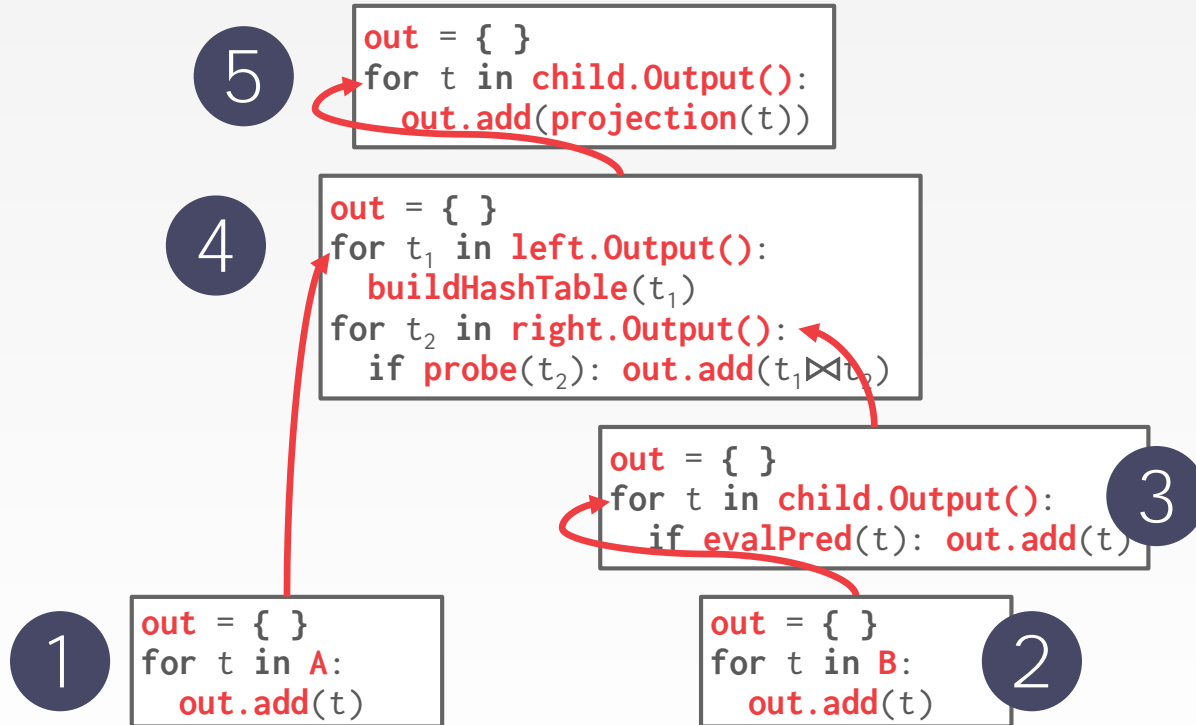 5
out = { }
for t in child.Output():
  out.add(projection(t))
4
out = { }
for t₁ in left.Output():
  buildHashTable(t₁)
for t₂ in right.Output():
  if probe(t₂): out.add(t₁⨝t₂)
3
out = { }
for t in child.Output():
  if evalPred(t): out.add(t)
1
out = { }
for t in A:
  out.add(t)
2
out = { }
for t in B:
  out.add(t)